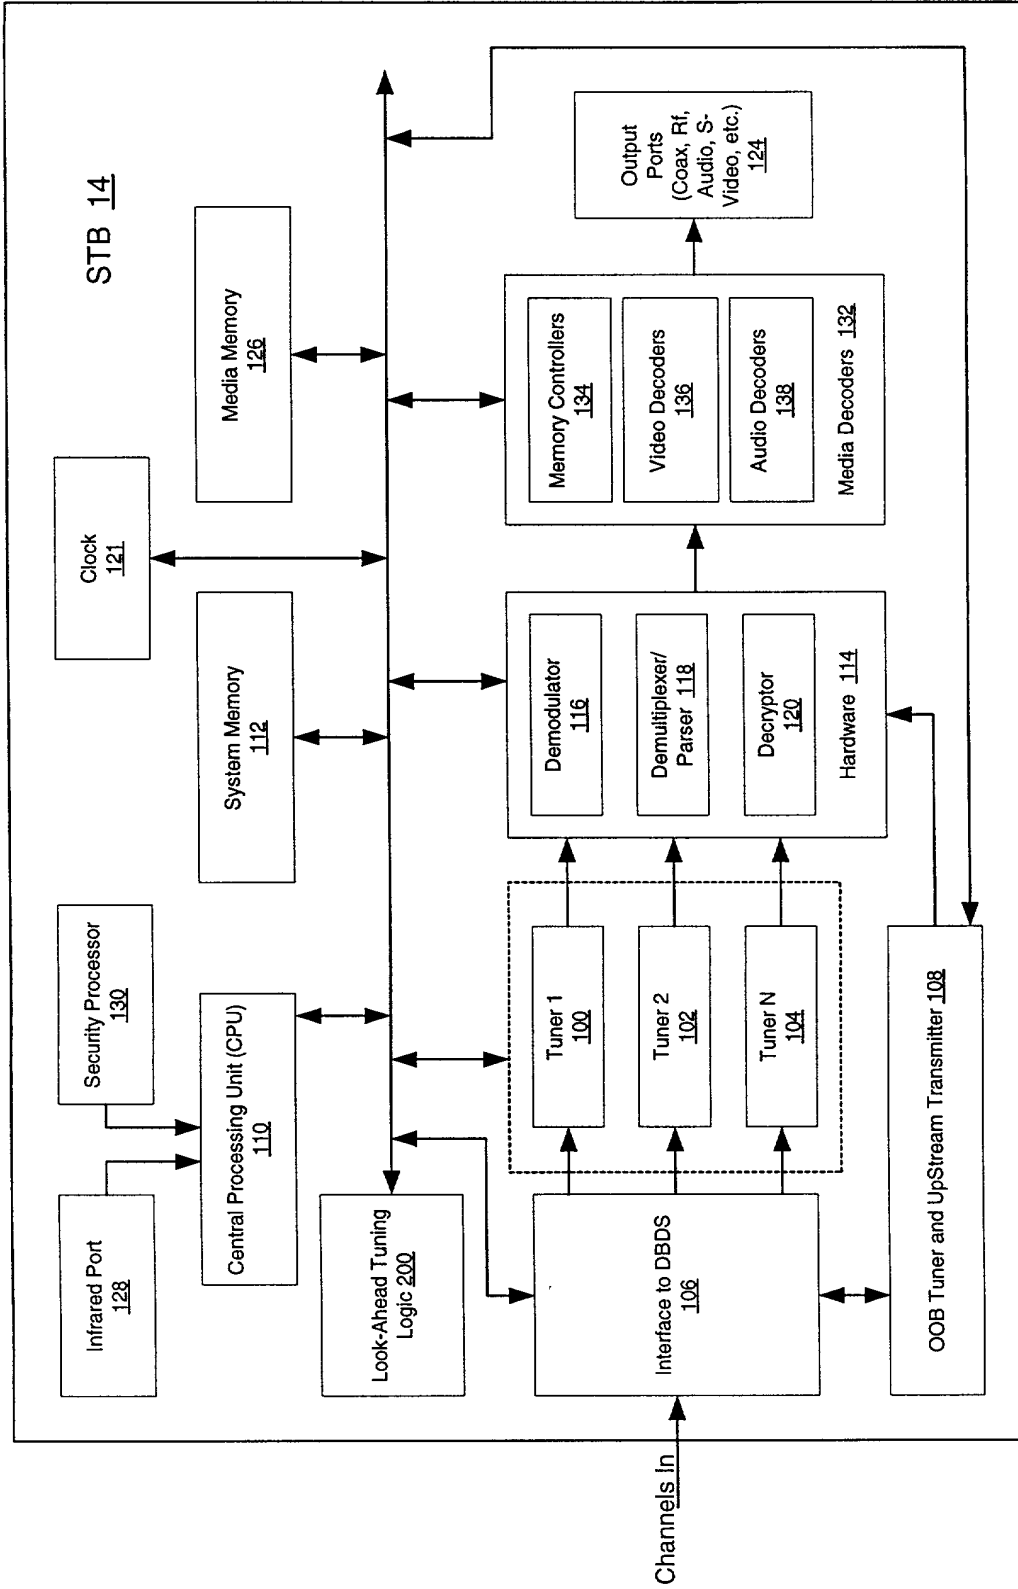 STB 14
Infrared Port
128
Security Processor
130
Clock
121
Central Processing Unit (CPU)
110
System Memory
112
Media Memory
126
Look-Ahead Tuning
Logic 200
Channels In
Interface to DBDS
106
Tuner 1
100
Tuner 2
102
Tuner N
104
Demodulator
116
Demultiplexer/
Parser 118
Decryptor
120
Hardware 114
Memory Controllers
134
Video Decoders
136
Audio Decoders
138
Media Decoders 132
Output
Ports
(Coax, Rf,
Audio, S-
Video, etc.)
124
OOB Tuner and UpStream Transmitter 108